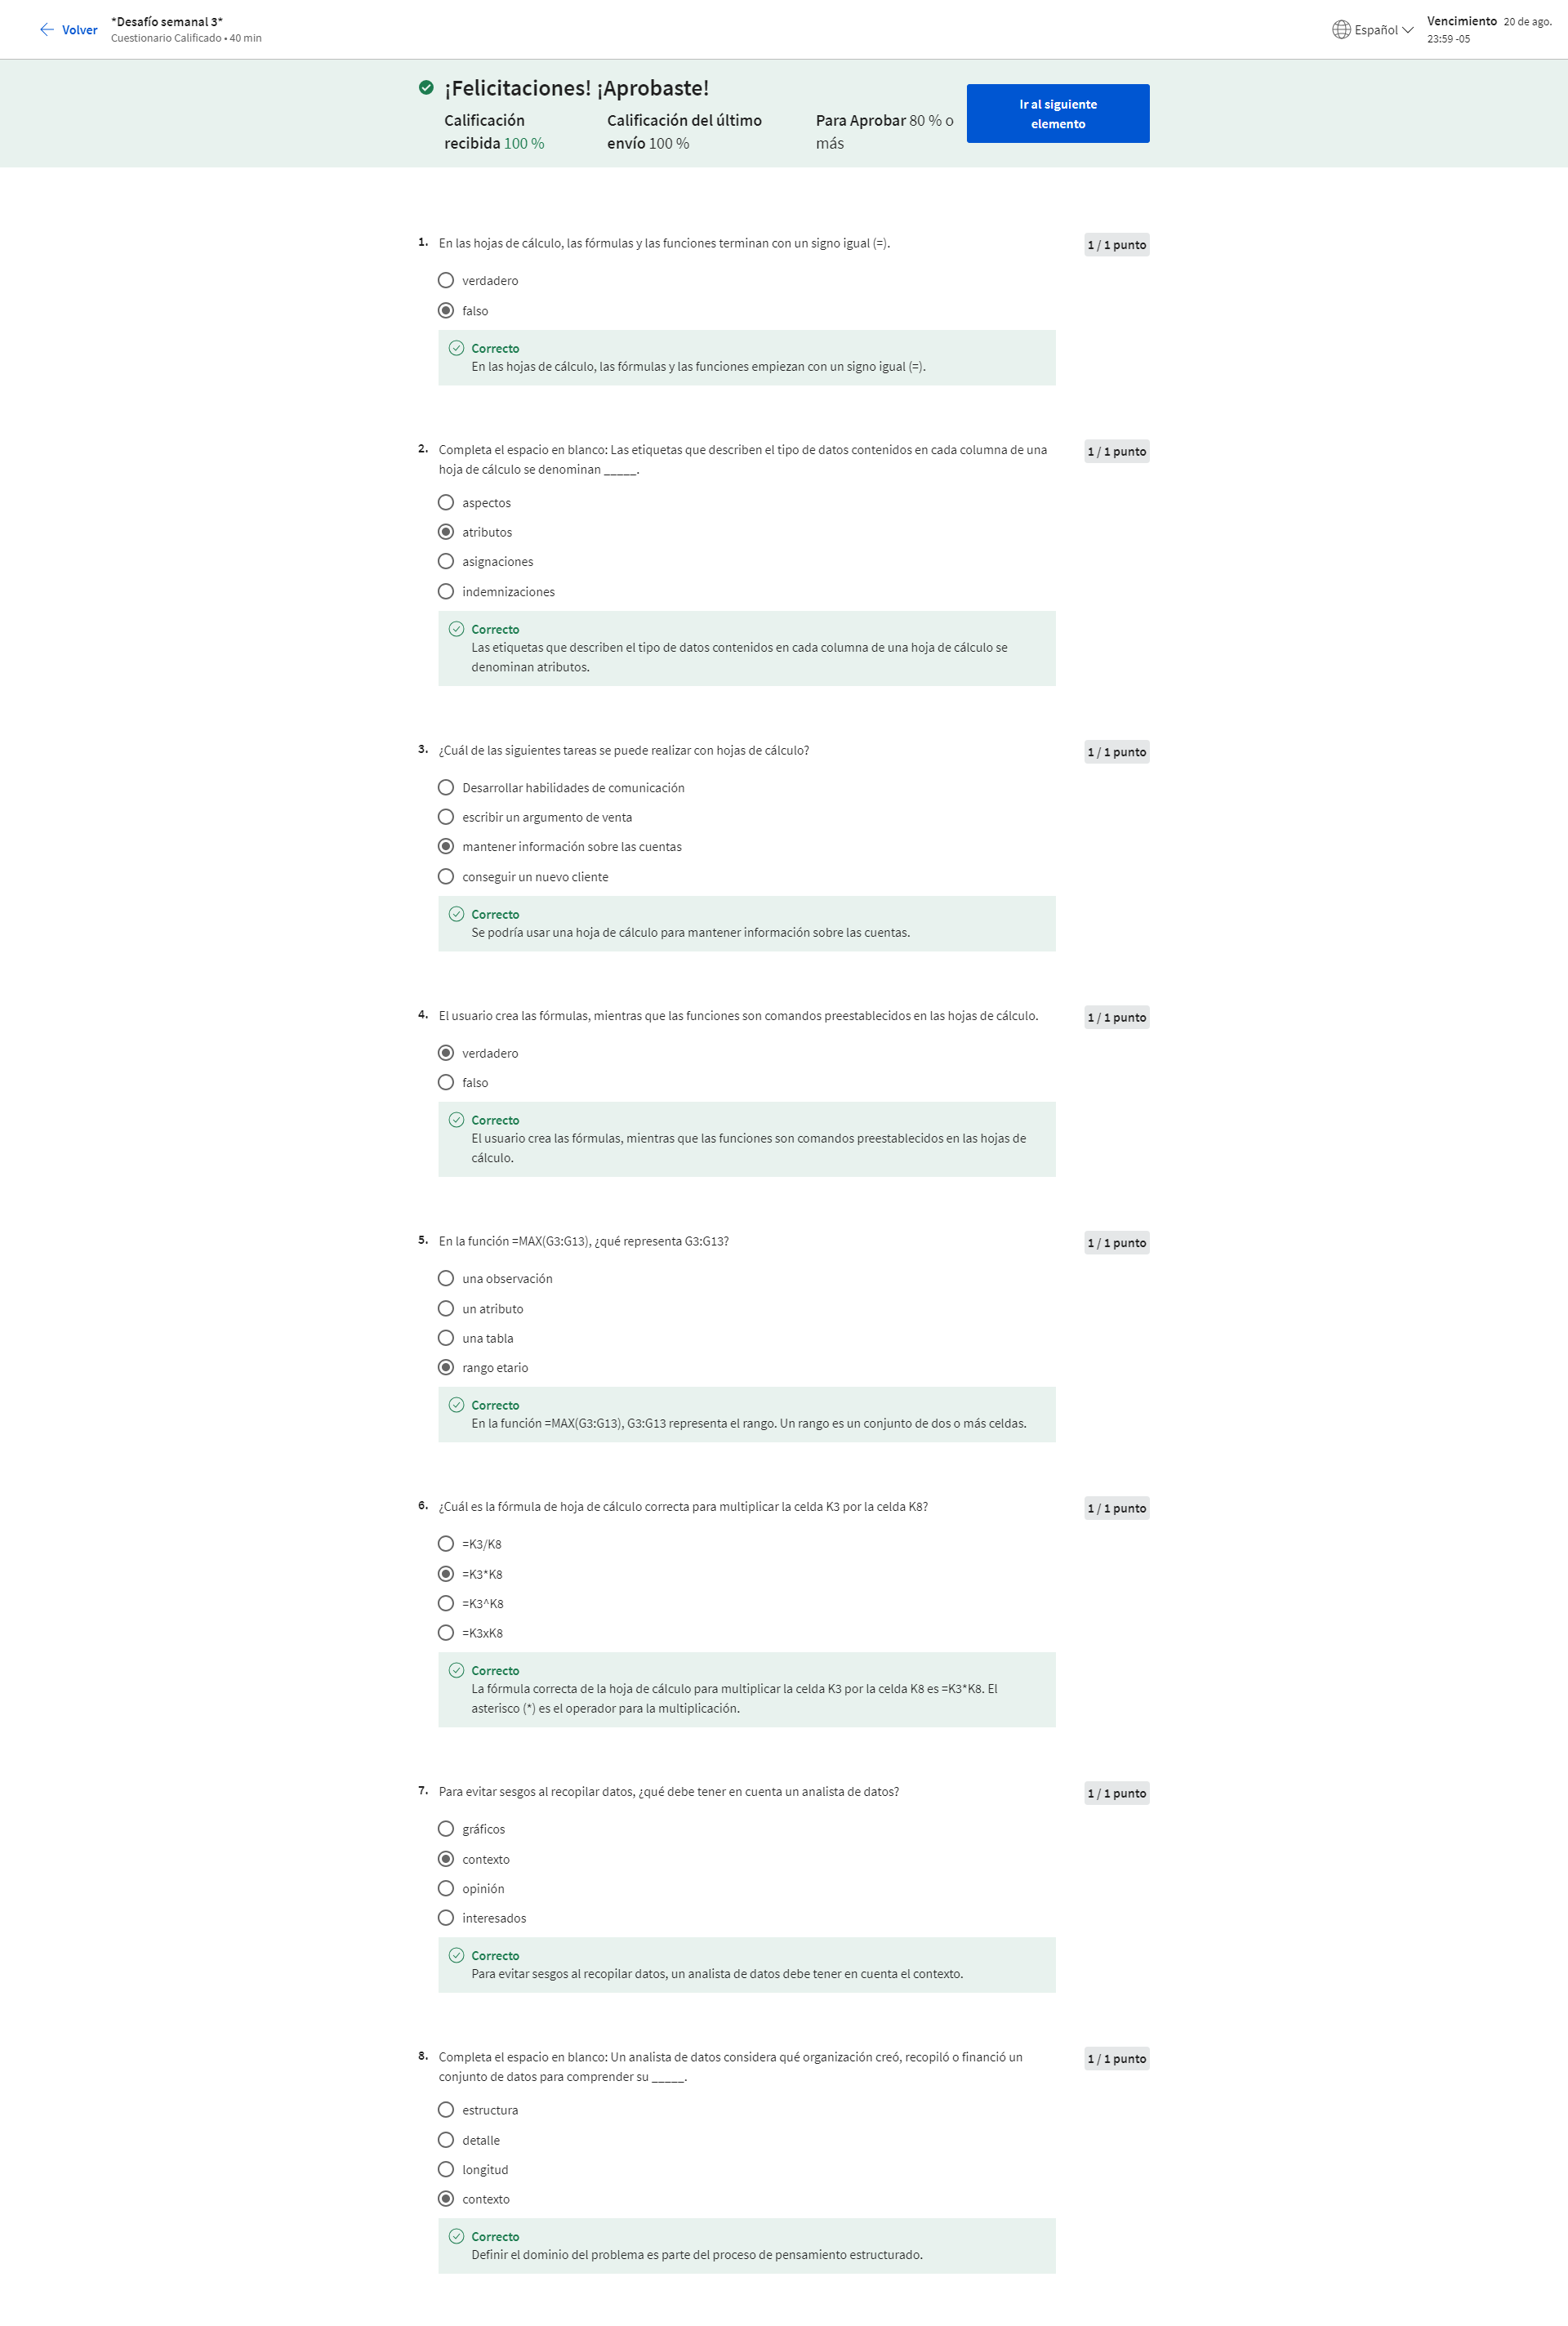 Volver
*Desafío semanal 3*
Cuestionario Calificado • 40 min
Español
Vencimiento 20 de ago.
23:59 -05
¡Felicitaciones! ¡Aprobaste!
Calificación
recibida 100 %
Calificación del último
envío 100 %
Para Aprobar 80 % o
más
Ir al siguiente
elemento
1. En las hojas de cálculo, las fórmulas y las funciones terminan con un signo igual (=).
1 / 1 punto
verdadero
falso
Correcto
En las hojas de cálculo, las fórmulas y las funciones empiezan con un signo igual (=).
2. Completa el espacio en blanco: Las etiquetas que describen el tipo de datos contenidos en cada columna de una
hoja de cálculo se denominan _____.
1 / 1 punto
aspectos
atributos
asignaciones
indemnizaciones
Correcto
Las etiquetas que describen el tipo de datos contenidos en cada columna de una hoja de cálculo se
denominan atributos.
3. ¿Cuál de las siguientes tareas se puede realizar con hojas de cálculo?
1 / 1 punto
Desarrollar habilidades de comunicación
escribir un argumento de venta
mantener información sobre las cuentas
conseguir un nuevo cliente
Correcto
Se podría usar una hoja de cálculo para mantener información sobre las cuentas.
4. El usuario crea las fórmulas, mientras que las funciones son comandos preestablecidos en las hojas de cálculo.
1 / 1 punto
verdadero
falso
Correcto
El usuario crea las fórmulas, mientras que las funciones son comandos preestablecidos en las hojas de
cálculo.
5. En la función =MAX(G3:G13), ¿qué representa G3:G13?
1 / 1 punto
una observación
un atributo
una tabla
rango etario
Correcto
En la función =MAX(G3:G13), G3:G13 representa el rango. Un rango es un conjunto de dos o más celdas.
6. ¿Cuál es la fórmula de hoja de cálculo correcta para multiplicar la celda K3 por la celda K8?
1 / 1 punto
=K3/K8
=K3*K8
=K3^K8
=K3xK8
Correcto
La fórmula correcta de la hoja de cálculo para multiplicar la celda K3 por la celda K8 es =K3*K8. El
asterisco (*) es el operador para la multiplicación.
7. Para evitar sesgos al recopilar datos, ¿qué debe tener en cuenta un analista de datos?
1 / 1 punto
gráficos
contexto
opinión
interesados
Correcto
Para evitar sesgos al recopilar datos, un analista de datos debe tener en cuenta el contexto.
8. Completa el espacio en blanco: Un analista de datos considera qué organización creó, recopiló o financió un
conjunto de datos para comprender su _____.
1 / 1 punto
estructura
detalle
longitud
contexto
Correcto
Definir el dominio del problema es parte del proceso de pensamiento estructurado.